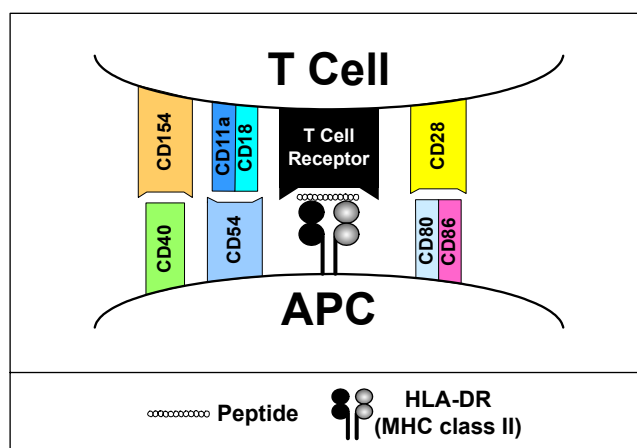 T Cell
CD154
CD11a
CD18
T Cell
Receptor
CD28
CD40
CD54
CD80
CD86
APC
Peptide
HLA-DR
(MHC class II)